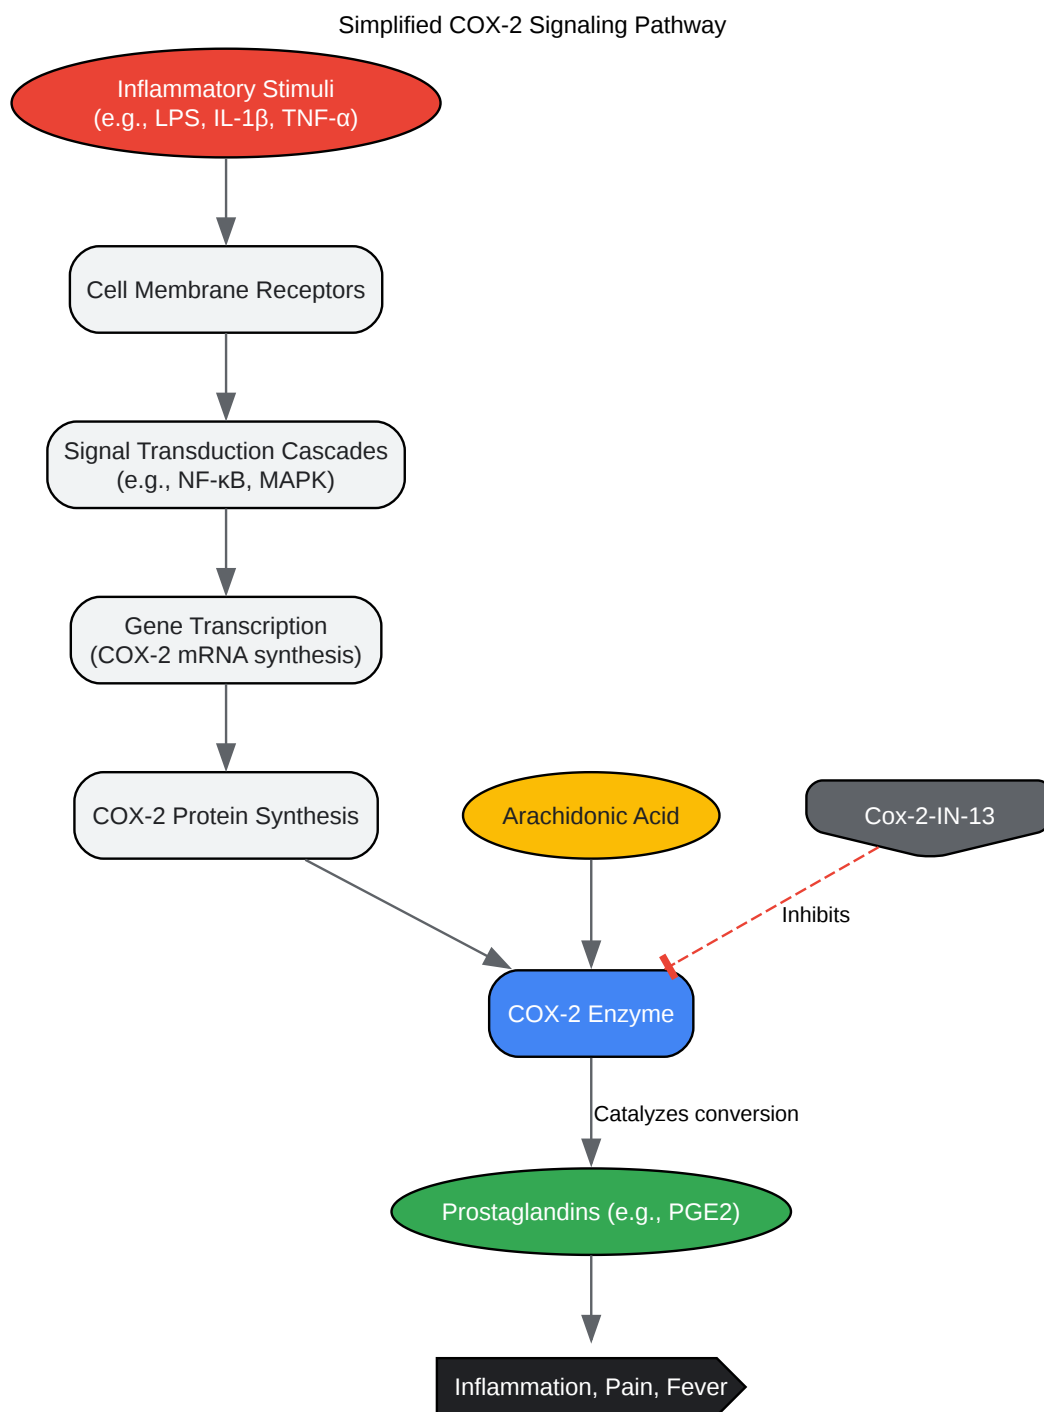 Simplified COX-2 Signaling Pathway
Inflammatory Stimuli
(e.g., LPS, IL-1β, TNF-α)
Cell Membrane Receptors
Signal Transduction Cascades
(e.g., NF-κB, MAPK)
Gene Transcription
(COX-2 mRNA synthesis)
COX-2 Protein Synthesis
Arachidonic Acid
Cox-2-IN-13
Inhibits
COX-2 Enzyme
Catalyzes conversion
Prostaglandins (e.g., PGE2)
Inflammation, Pain, Fever